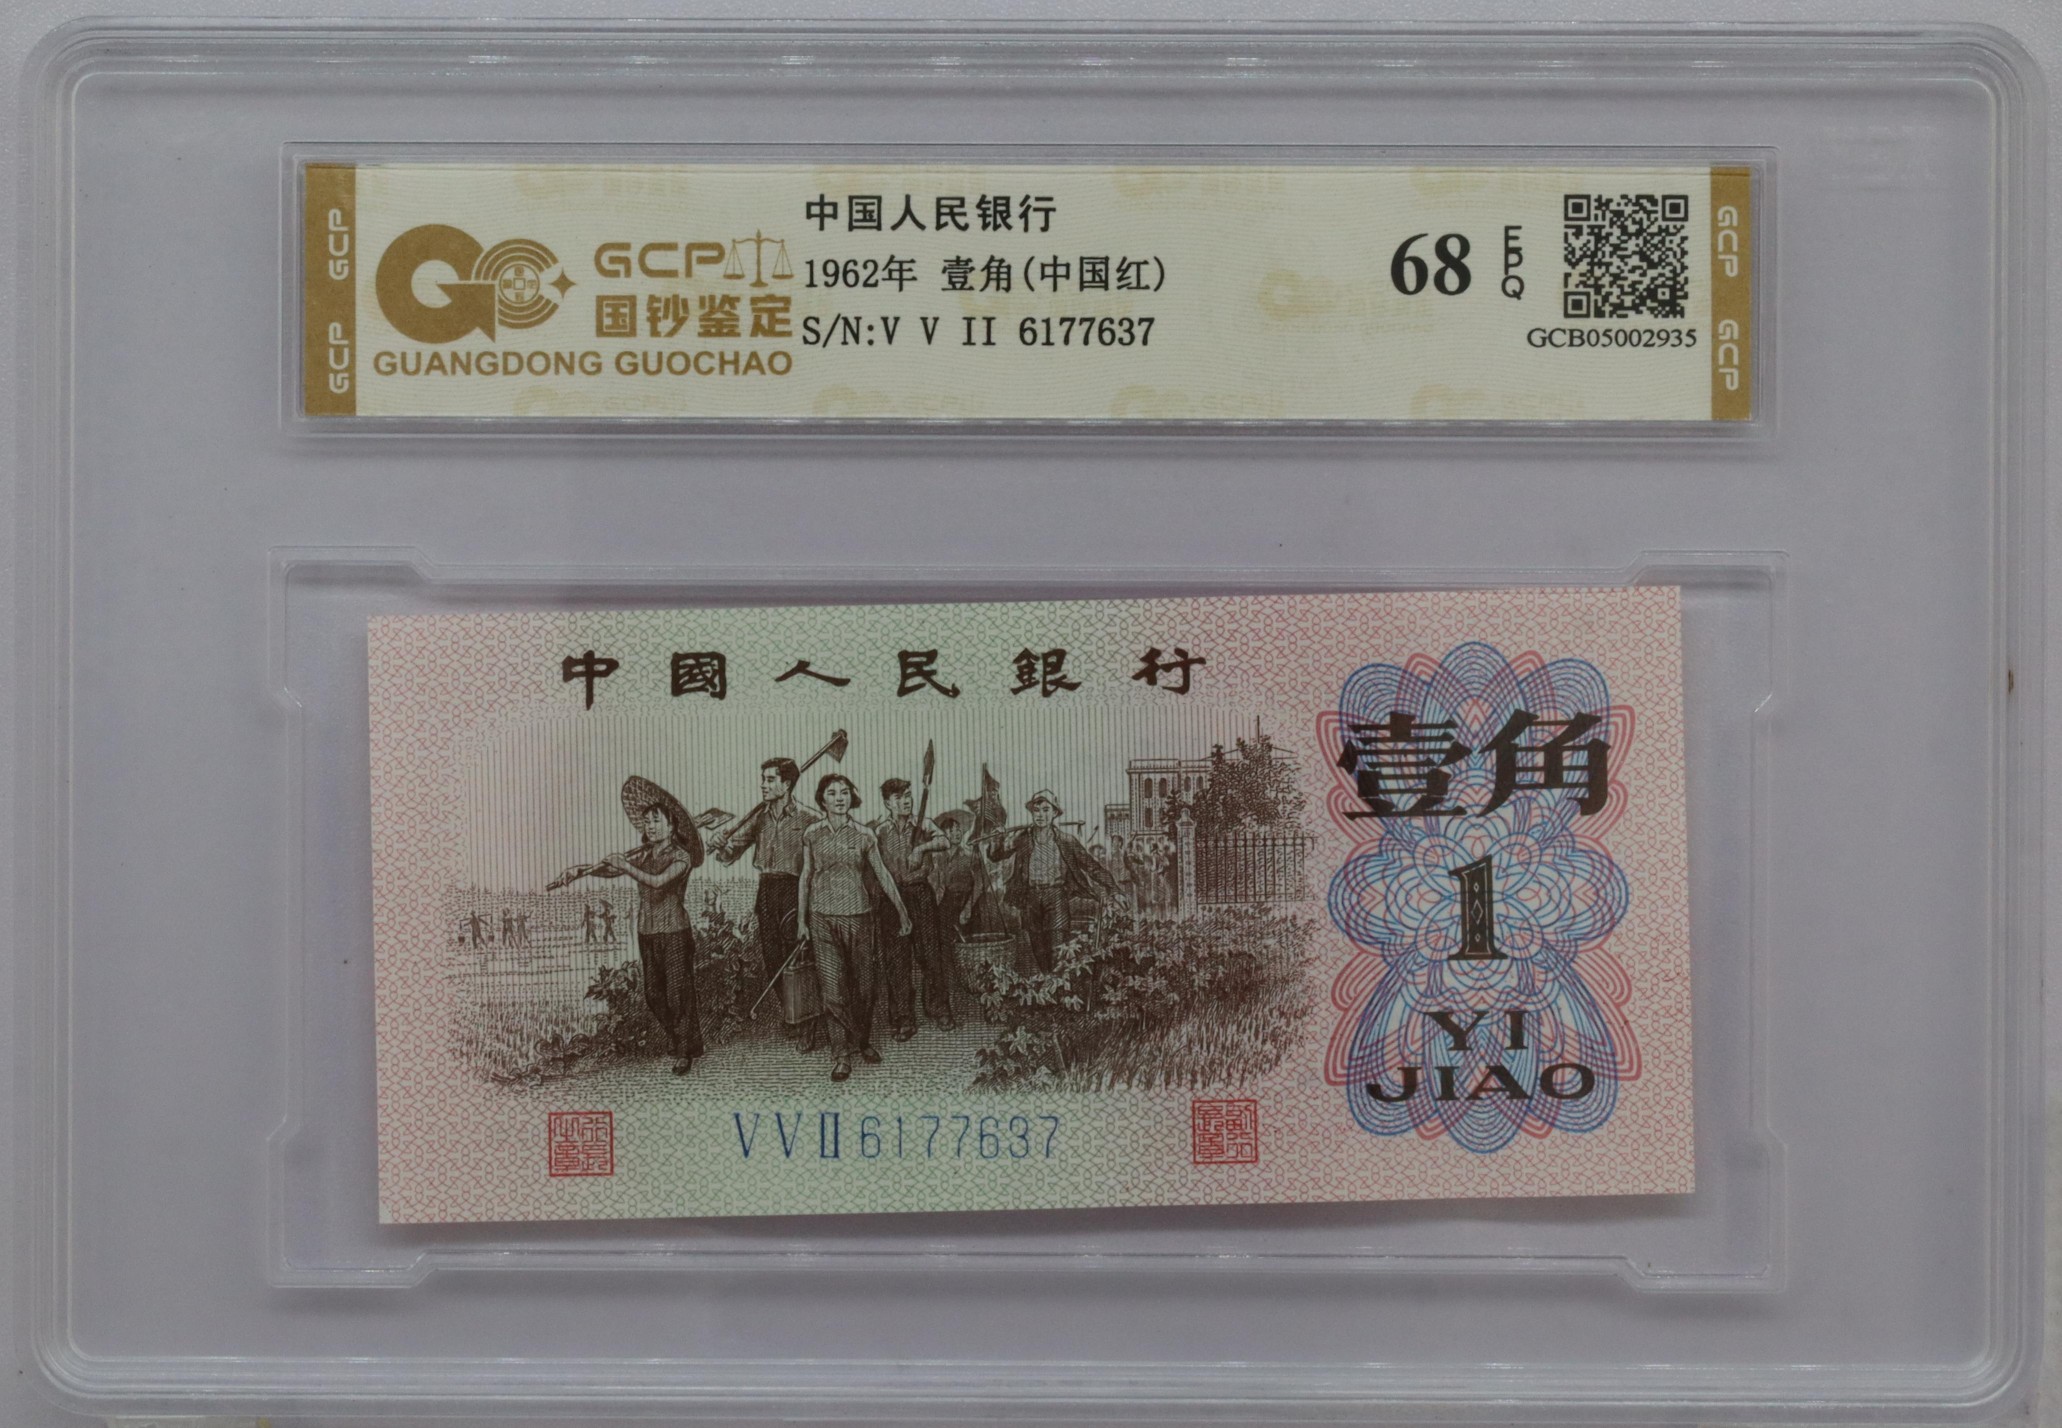 GCP
GCP
GCP
国钞鉴定
GUANGDONG GUOCHAO
中国人民银行
1962年 壹角(中国红)
S/N:V V II 6177637
68 EPQ
GCB05002935
GCP
GCP
中國人民銀行
壹角
1
YI
JIAO
VVⅡ6177637